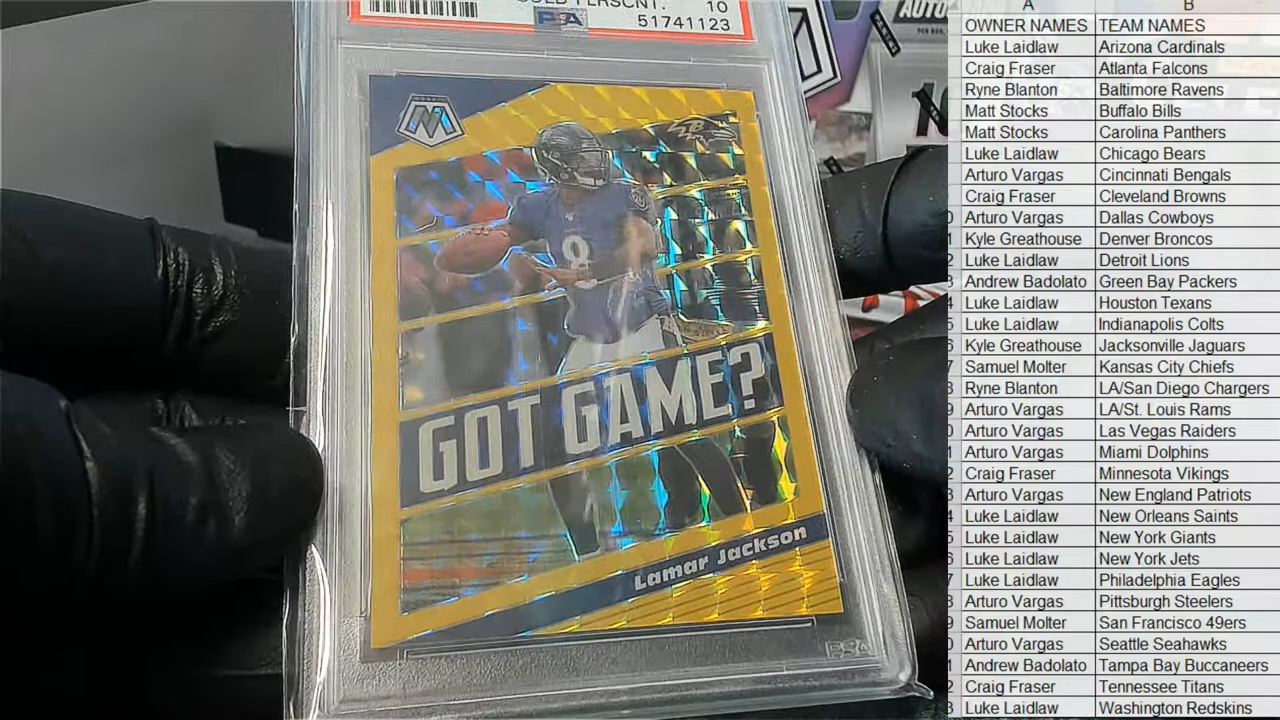 10
PSA
51741123
8
GOT GAME?
Lamar Jackson
PSA
AUTO
A B
OWNER NAMES TEAM NAMES
Luke Laidlaw Arizona Cardinals
Craig Fraser Atlanta Falcons
Ryne Blanton Baltimore Ravens
Matt Stocks Buffalo Bills
Matt Stocks Carolina Panthers
Luke Laidlaw Chicago Bears
Arturo Vargas Cincinnati Bengals
Craig Fraser Cleveland Browns
Arturo Vargas Dallas Cowboys
Kyle Greathouse Denver Broncos
Luke Laidlaw Detroit Lions
Andrew Badolato Green Bay Packers
Luke Laidlaw Houston Texans
Luke Laidlaw Indianapolis Colts
Kyle Greathouse Jacksonville Jaguars
Samuel Molter Kansas City Chiefs
Ryne Blanton LA/San Diego Chargers
Arturo Vargas LA/St. Louis Rams
Arturo Vargas Las Vegas Raiders
Arturo Vargas Miami Dolphins
Craig Fraser Minnesota Vikings
Arturo Vargas New England Patriots
Luke Laidlaw New Orleans Saints
Luke Laidlaw New York Giants
Luke Laidlaw New York Jets
Luke Laidlaw Philadelphia Eagles
Arturo Vargas Pittsburgh Steelers
Samuel Molter San Francisco 49ers
Arturo Vargas Seattle Seahawks
Andrew Badolato Tampa Bay Buccaneers
Craig Fraser Tennessee Titans
Luke Laidlaw Washington Redskins